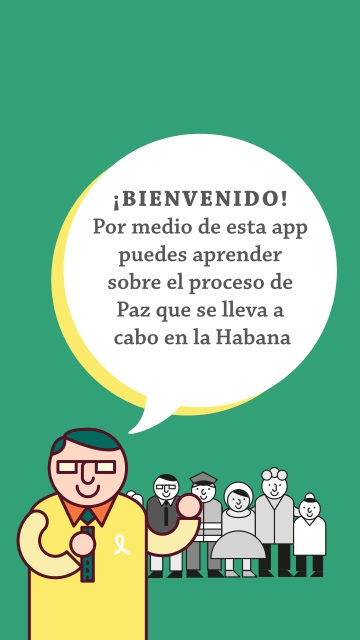 ¡BIENVENIDO!
Por medio de esta app
puedes aprender
sobre el proceso de
Paz que se lleva a
cabo en la Habana